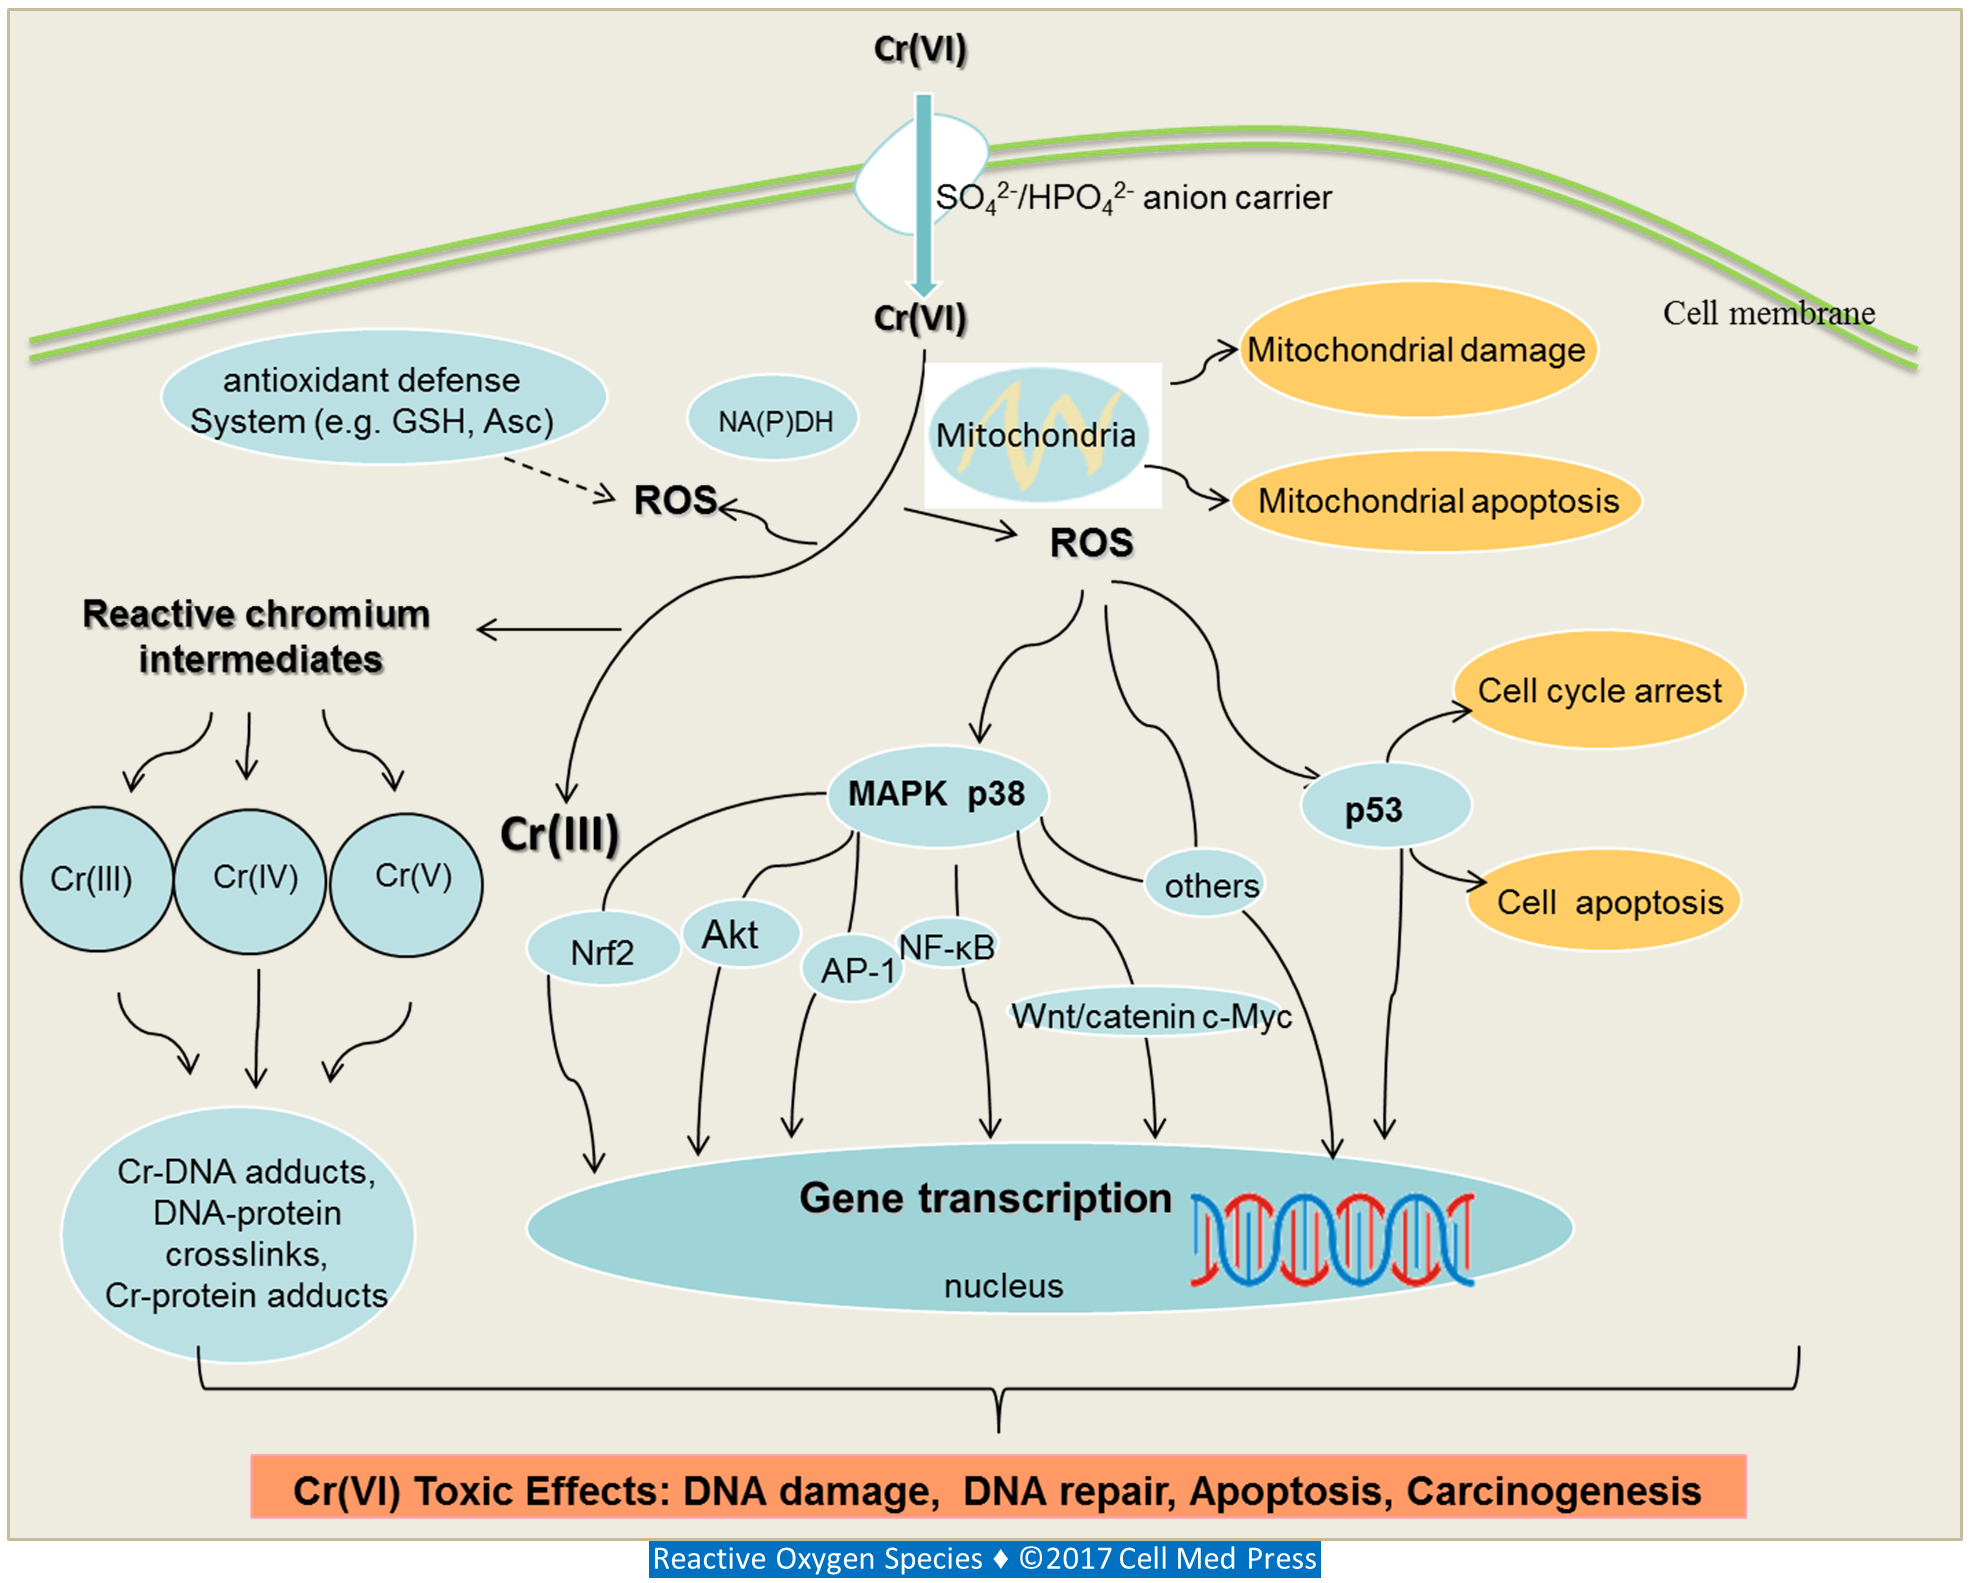 Cr(VI)
SO₄²⁻/HPO₄²⁻ anion carrier
Cr(VI)
Cell membrane
Mitochondrial damage
antioxidant defense
System (e.g. GSH, Asc)
NA(P)DH
Mitochondria
ROS
Mitochondrial apoptosis
ROS
Reactive chromium
intermediates
Cell cycle arrest
MAPK p38
p53
Cr(III)
Cr(III)
Cr(IV)
Cr(V)
others
Cell apoptosis
Nrf2
Akt
AP-1
NF-κB
Wnt/catenin c-Myc
Cr-DNA adducts,
DNA-protein
crosslinks,
Cr-protein adducts
Gene transcription
nucleus
Cr(VI) Toxic Effects: DNA damage, DNA repair, Apoptosis, Carcinogenesis
Reactive Oxygen Species ♦ ©2017 Cell Med Press